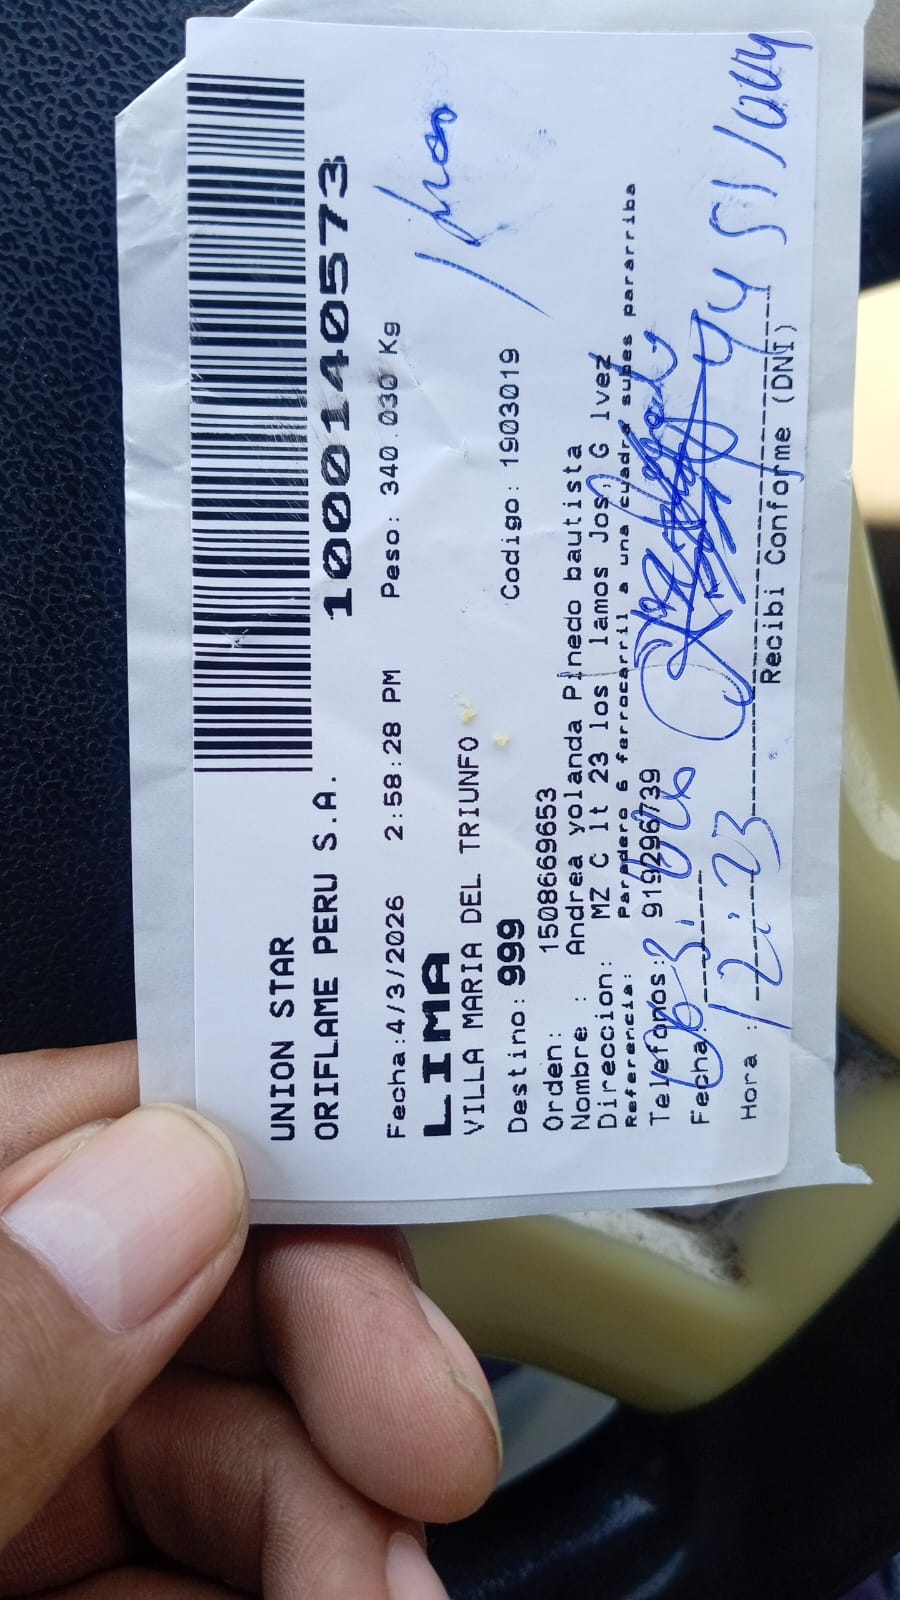 UNION STAR
ORIFLAME PERU S.A.
1000140573
Fecha:4/3/2026 2:58:28 PM Peso: 340.030 Kg
LIMA
VILLA MARIA DEL TRIUNFO
Destino: 999 Codigo: 1903019
Orden: 1508669653
Nombre : Andrea yolanda Pinedo bautista
Direccion: MZ C lt 23 los lamos Jos, G lvez
Referencia: Paradero 6 ferrocarril a una cuadra subes pararriba
Telefonos: 919296739
Fecha:
Hora : 12:23
Recibi Conforme (DNI)